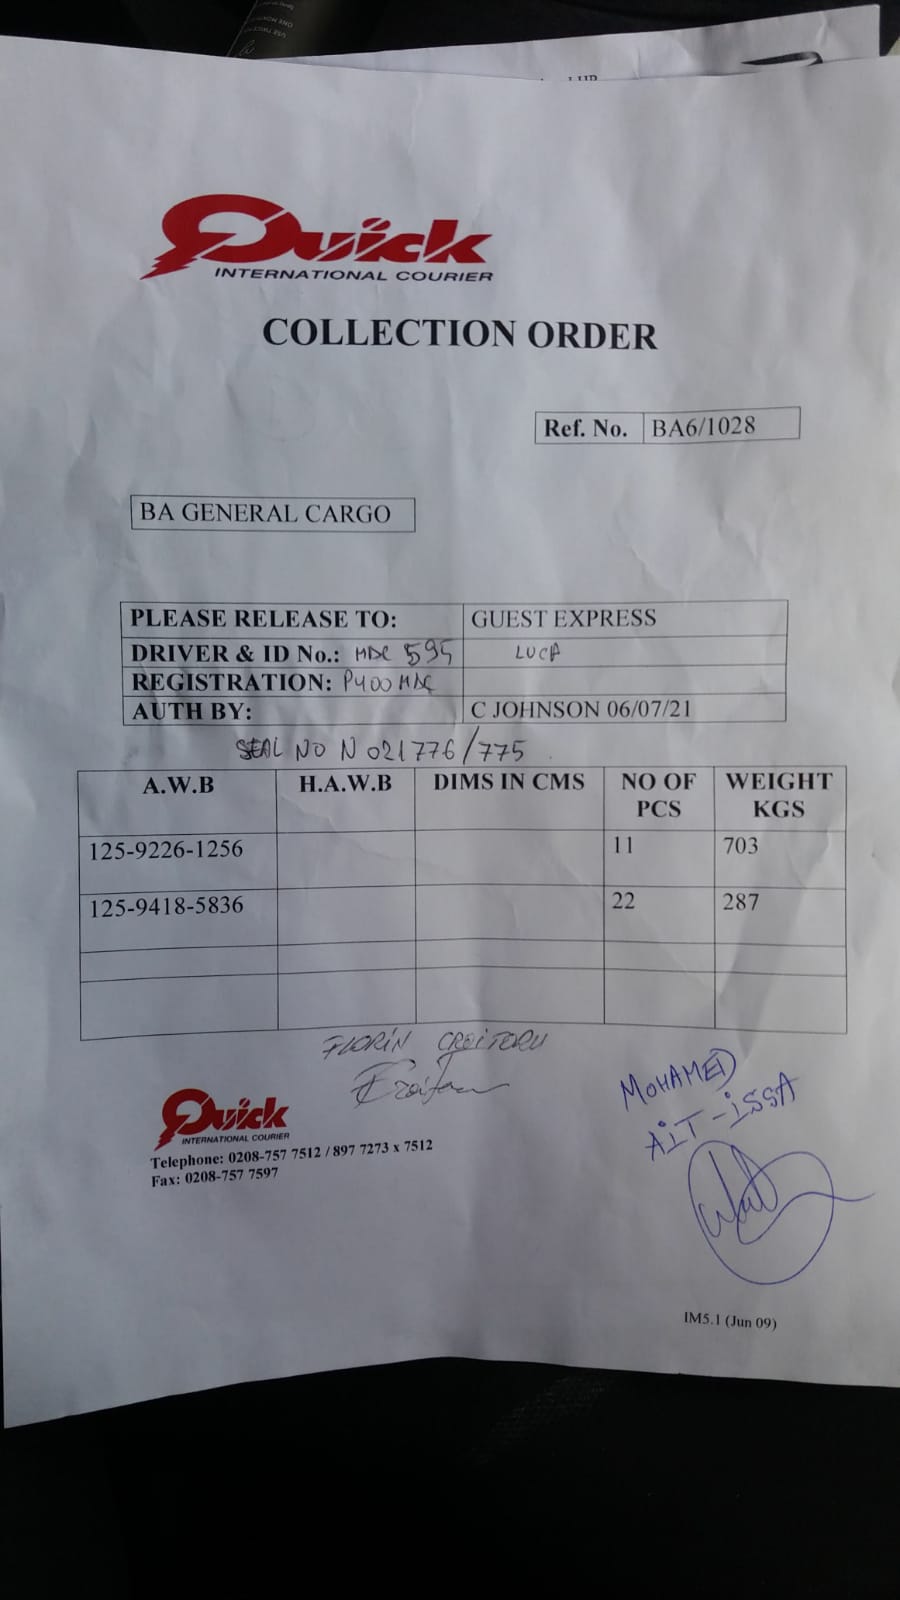 Quick
INTERNATIONAL COURIER
COLLECTION ORDER
Ref. No. BA6/1028
BA GENERAL CARGO
PLEASE RELEASE TO: GUEST EXPRESS
DRIVER & ID No.: MDC 595 LUCA
REGISTRATION: P400 MDC
AUTH BY: C JOHNSON 06/07/21
SEAL NO N 021776/775
A.W.B H.A.W.B DIMS IN CMS NO OF PCS WEIGHT KGS
125-9226-1256 11 703
125-9418-5836 22 287
FLORIN CROITORU
MOHAMED
AIT-ISSA
Quick
INTERNATIONAL COURIER
Telephone: 0208-757 7512 / 897 7273 x 7512
Fax: 0208-757 7597
IM5.1 (Jun 09)